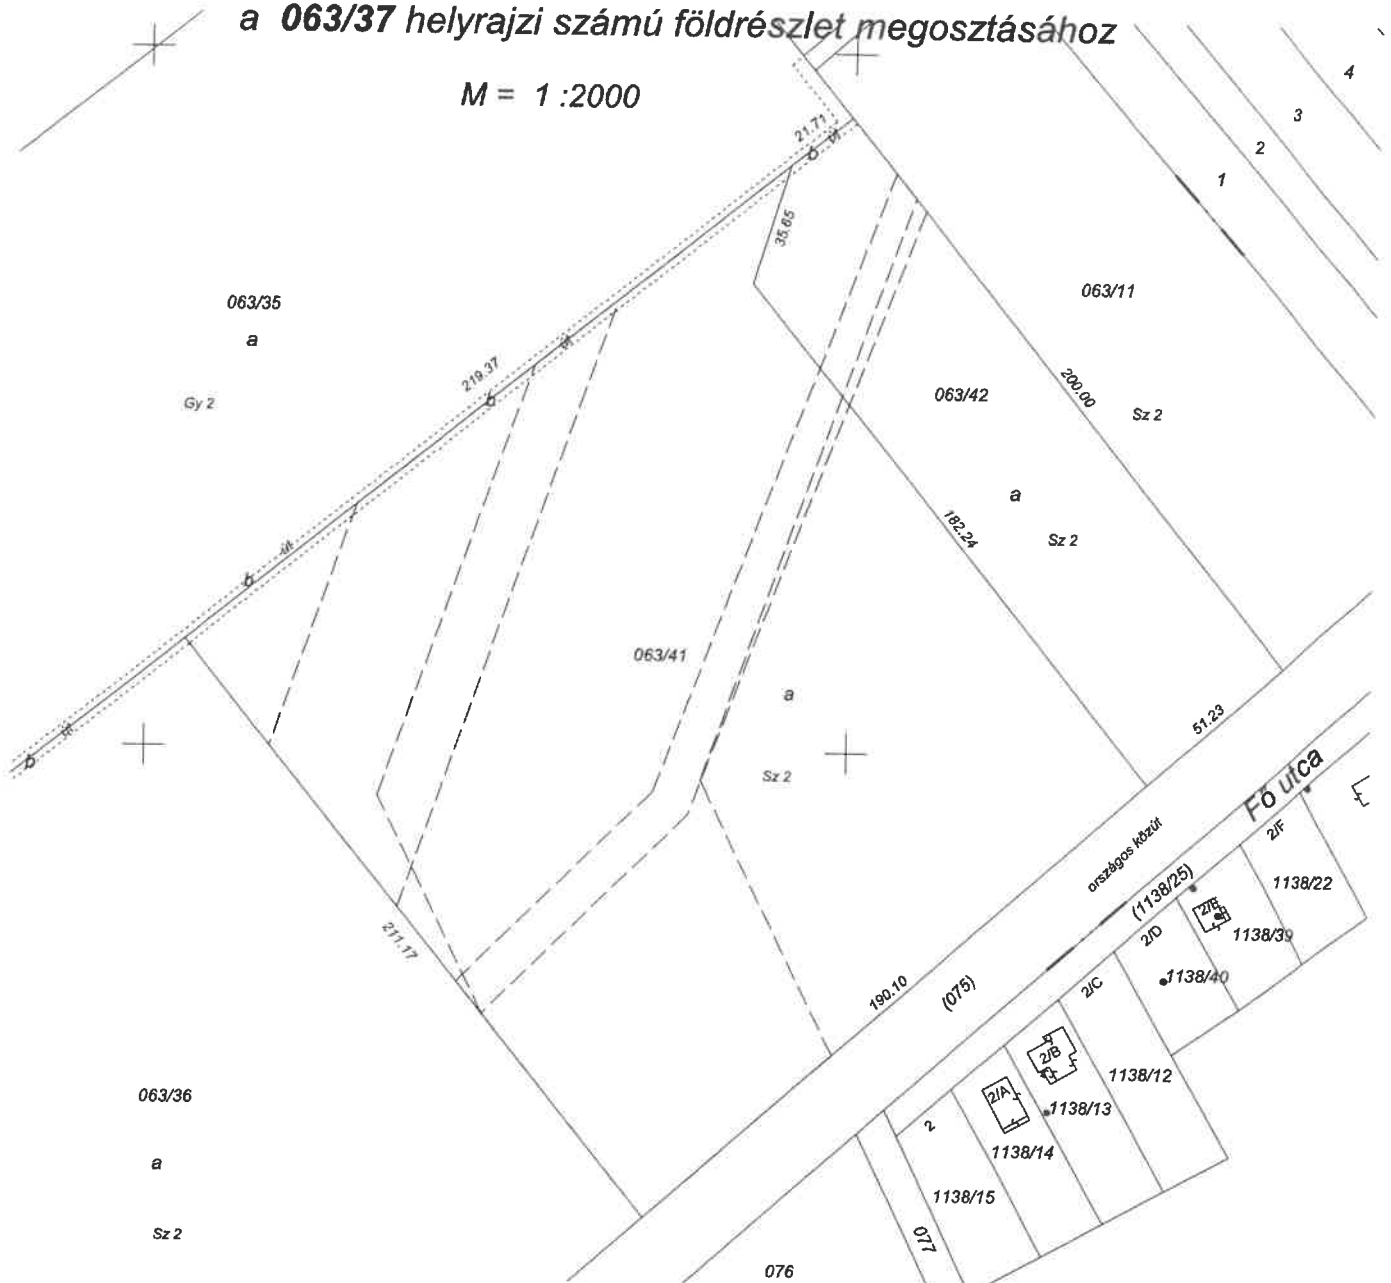 a 063/37 helyrajzi számú földrészlet megosztásához
M = 1 :2000
4
3
2
1
21.71
b
út
35.65
063/35
a
Gy 2
219.37
út
b
063/11
200.00
063/42
Sz 2
a
Sz 2
182.24
út
b
063/41
a
Sz 2
út
b
51.23
Fő utca
országos közút
(1138/25)
2/F
1138/22
2/E
1138/39
2/D
1138/40
211.17
190.10
(075)
2/C
2/B
1138/12
2/A
1138/13
2
1138/14
1138/15
063/36
a
Sz 2
077
076